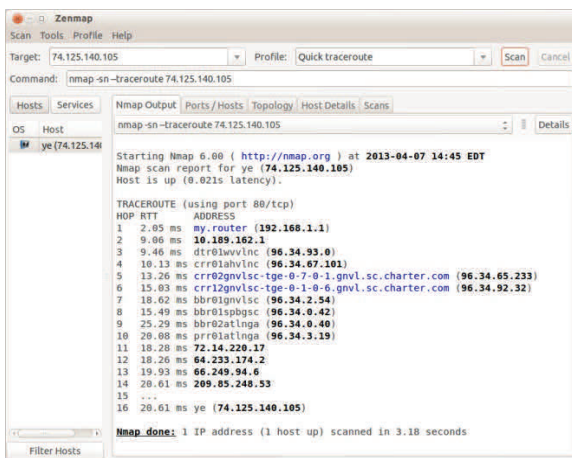 Zenmap
Scan Tools Profile Help
Target: 74.125.140.105 Profile: Quick traceroute Scan Cancel
Command: nmap -sn --traceroute 74.125.140.105
Hosts Services Nmap Output Ports / Hosts Topology Host Details Scans
OS Host nmap -sn --traceroute 74.125.140.105 Details
ye (74.125.140
Starting Nmap 6.00 ( http://nmap.org ) at 2013-04-07 14:45 EDT
Nmap scan report for ye (74.125.140.105)
Host is up (0.021s latency).
TRACEROUTE (using port 80/tcp)
HOP RTT ADDRESS
1 2.05 ms my.router (192.168.1.1)
2 9.06 ms 10.189.162.1
3 9.46 ms dtr01wvvlnc (96.34.93.0)
4 10.13 ms crr01ahvlnc (96.34.67.101)
5 13.26 ms crr02gnvlsc-tge-0-7-0-1.gnvl.sc.charter.com (96.34.65.233)
6 15.03 ms crr12gnvlsc-tge-0-1-0-6.gnvl.sc.charter.com (96.34.92.32)
7 18.62 ms bbr01gnvlsc (96.34.2.54)
8 15.49 ms bbr01spbgsc (96.34.0.42)
9 25.29 ms bbr02atlnga (96.34.0.40)
10 20.08 ms prr01atlnga (96.34.3.19)
11 18.28 ms 72.14.220.17
12 18.26 ms 64.233.174.2
13 19.93 ms 66.249.94.6
14 20.61 ms 209.85.248.53
15 ...
16 20.61 ms ye (74.125.140.105)
Nmap done: 1 IP address (1 host up) scanned in 3.18 seconds
Filter Hosts